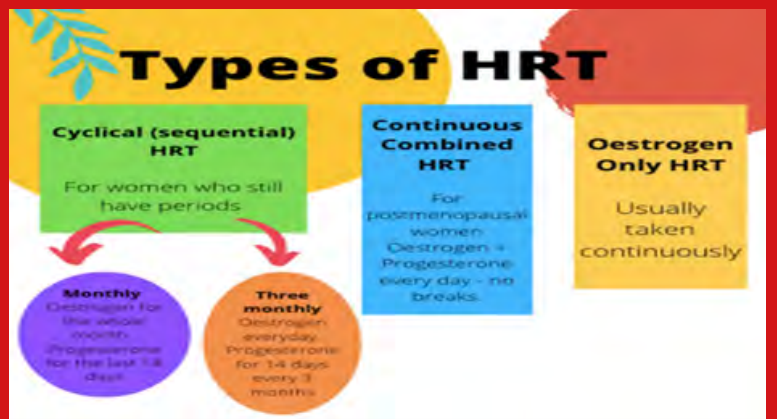 Types of HRT
Cyclical (sequential)
HRT
For women who still
have periods
Continuous
Combined
HRT
For
postmenopausal
women
Oestrogen +
Progesterone
every day - no
breaks
Oestrogen
Only HRT
Usually
taken
continuously
Monthly
Oestrogen for
the whole
month
Progesterone
for the last
days
Three
monthly
Oestrogen
everyday
Progesterone
for 14 days
every 3
months